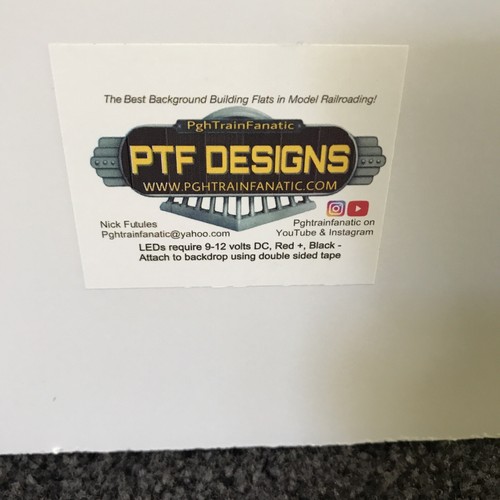 The Best Background Building Flats in Model Railroading!
PghTrainFanatic
PTF DESIGNS
WWW.PGHTRAINFANATIC.COM
Nick Futules
Pghtrainfanatic@yahoo.com
Pghtrainfanatic on
YouTube & Instagram
LEDs require 9-12 volts DC, Red +, Black -
Attach to backdrop using double sided tape